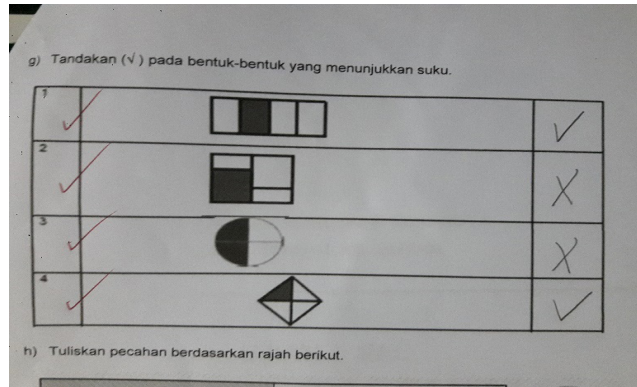 g) Tandakan (√) pada bentuk-bentuk yang menunjukkan suku.
1
2
3
4
h) Tuliskan pecahan berdasarkan rajah berikut.